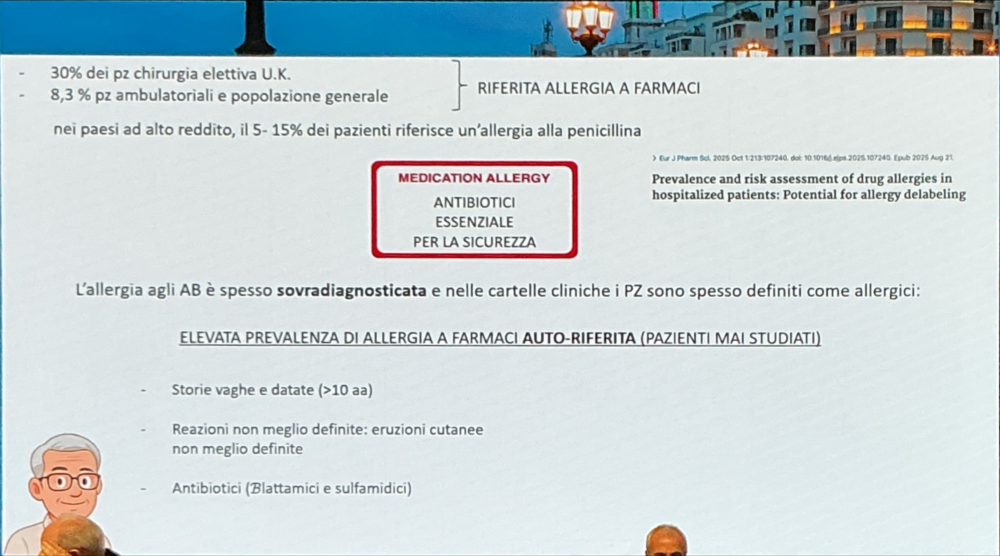 - 30% dei pz chirurgia elettiva U.K.
- 8,3 % pz ambulatoriali e popolazione generale
RIFERITA ALLERGIA A FARMACI
nei paesi ad alto reddito, il 5- 15% dei pazienti riferisce un'allergia alla penicillina
> Eur J Pharm Sci. 2025 Oct 1:213:107240. doi: 10.1016/j.ejps.2025.107240. Epub 2025 Aug 21.
Prevalence and risk assessment of drug allergies in
hospitalized patients: Potential for allergy delabeling
MEDICATION ALLERGY
ANTIBIOTICI
ESSENZIALE
PER LA SICUREZZA
L'allergia agli AB è spesso sovradiagnosticata e nelle cartelle cliniche i PZ sono spesso definiti come allergici:
ELEVATA PREVALENZA DI ALLERGIA A FARMACI AUTO-RIFERITA (PAZIENTI MAI STUDIATI)
- Storie vaghe e datate (>10 aa)
- Reazioni non meglio definite: eruzioni cutanee
non meglio definite
- Antibiotici (Blattamici e sulfamidici)